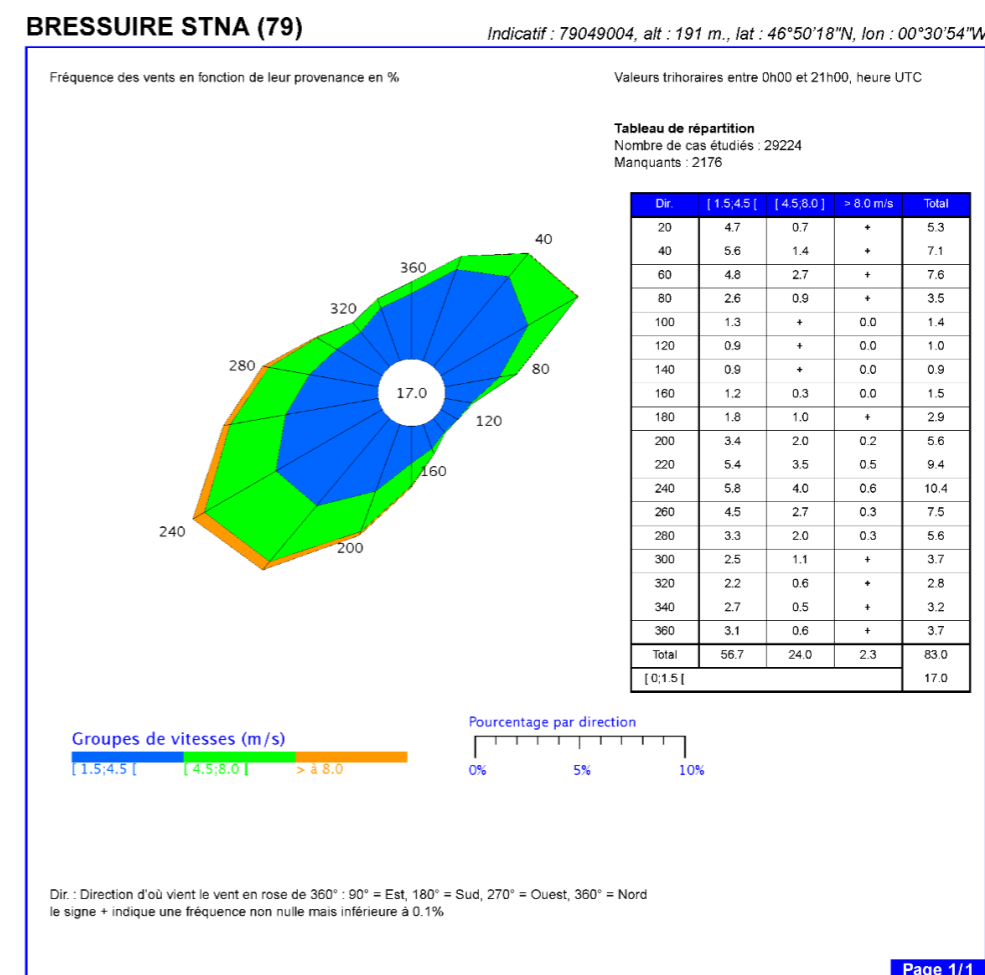 BRESSUIRE STNA (79)
Indicatif : 79049004, alt : 191 m., lat : 46°50'18"N, lon : 00°30'54"W
Fréquence des vents en fonction de leur provenance en %
Valeurs trihoraires entre 0h00 et 21h00, heure UTC
Tableau de répartition
Nombre de cas étudiés : 29224
Manquants : 2176
Dir. [ 1.5;4.5 [ [ 4.5;8.0 ] > 8.0 m/s Total
20 4.7 0.7 + 5.3
40 5.6 1.4 + 7.1
60 4.8 2.7 + 7.6
80 2.6 0.9 + 3.5
100 1.3 + 0.0 1.4
120 0.9 + 0.0 1.0
140 0.9 + 0.0 0.9
160 1.2 0.3 0.0 1.5
180 1.8 1.0 + 2.9
200 3.4 2.0 0.2 5.6
220 5.4 3.5 0.5 9.4
240 5.8 4.0 0.6 10.4
260 4.5 2.7 0.3 7.5
280 3.3 2.0 0.3 5.6
300 2.5 1.1 + 3.7
320 2.2 0.6 + 2.8
340 2.7 0.5 + 3.2
360 3.1 0.6 + 3.7
Total 56.7 24.0 2.3 83.0
[ 0;1.5 [ 17.0
40
360
320
280
80
17.0
120
160
240
200
Groupes de vitesses (m/s)
[ 1.5;4.5 [ [ 4.5;8.0 ] > à 8.0
Pourcentage par direction
0% 5% 10%
Dir. : Direction d'où vient le vent en rose de 360° : 90° = Est, 180° = Sud, 270° = Ouest, 360° = Nord
le signe + indique une fréquence non nulle mais inférieure à 0.1%
Page 1/1